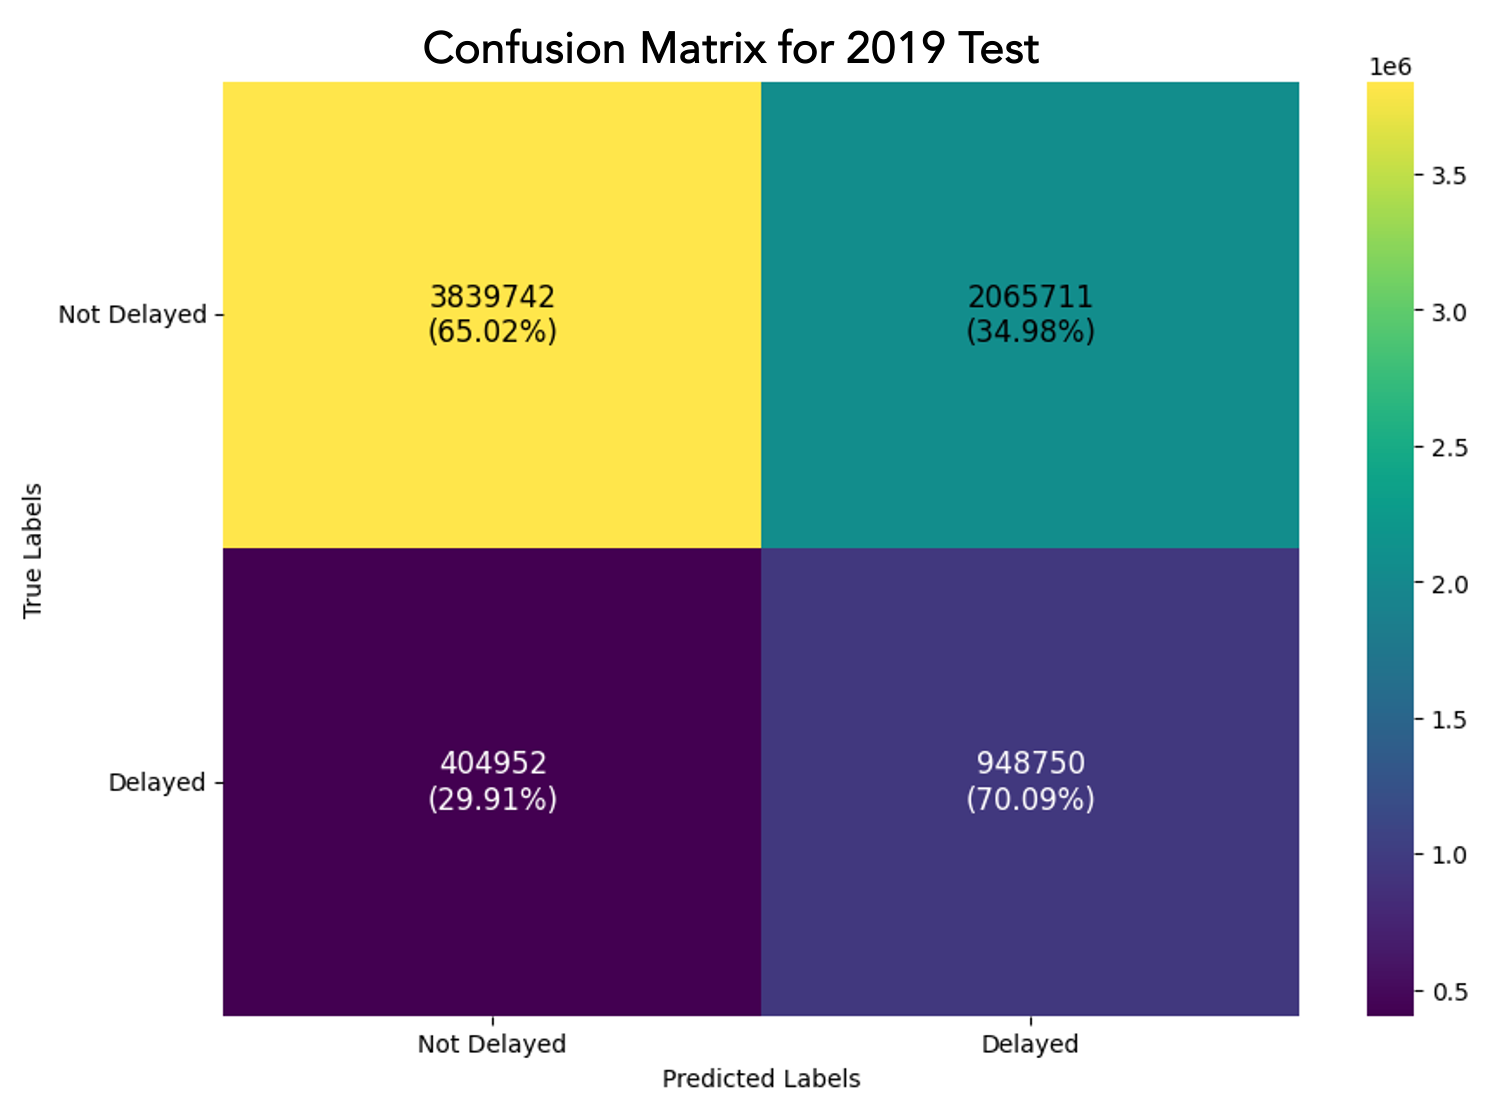 Confusion Matrix for 2019 Test
1e6
Not Delayed
3839742
(65.02%)
2065711
(34.98%)
Delayed
404952
(29.91%)
948750
(70.09%)
True Labels
Not Delayed
Delayed
Predicted Labels
3.5
3.0
2.5
2.0
1.5
1.0
0.5